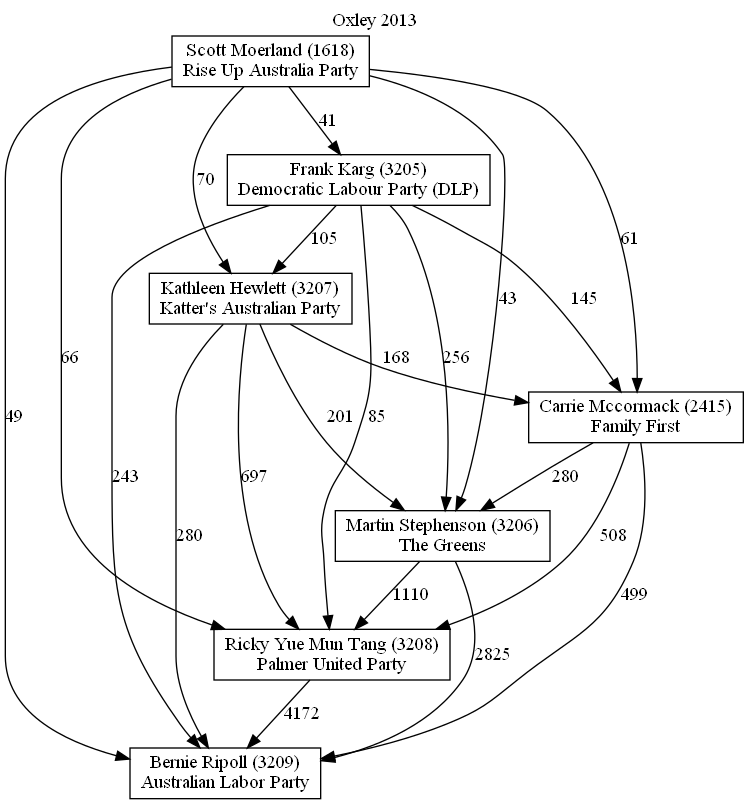 Oxley 2013
Scott Moerland (1618)
Rise Up Australia Party
41
Frank Karg (3205)
Democratic Labour Party (DLP)
70
105
61
Kathleen Hewlett (3207)
Katter's Australian Party
43
145
66
168
256
49
201
85
Carrie Mccormack (2415)
Family First
243
697
280
280
Martin Stephenson (3206)
The Greens
508
1110
499
Ricky Yue Mun Tang (3208)
Palmer United Party
2825
4172
Bernie Ripoll (3209)
Australian Labor Party